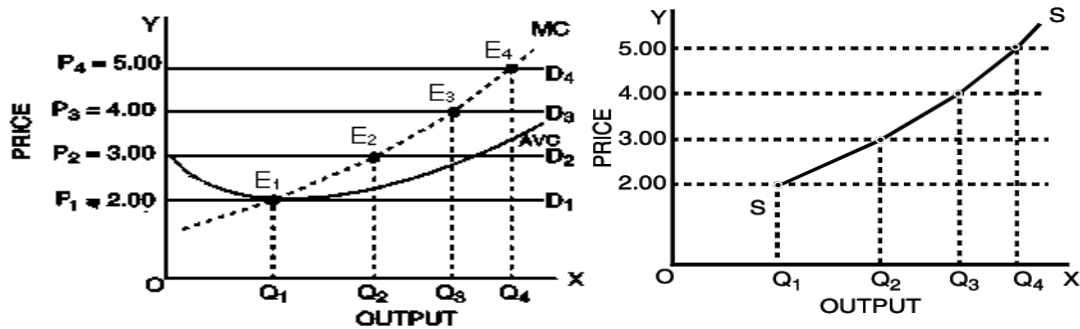 Y
MC
E4
P4 = 5.00
D4
E3
P3 = 4.00
D3
AVC
E2
P2 = 3.00
D2
E1
P1 = 2.00
D1
PRICE
O
Q1 Q2 Q3 Q4 X
OUTPUT
Y
S
5.00
4.00
3.00
2.00
S
PRICE
O
Q1 Q2 Q3 Q4 X
OUTPUT